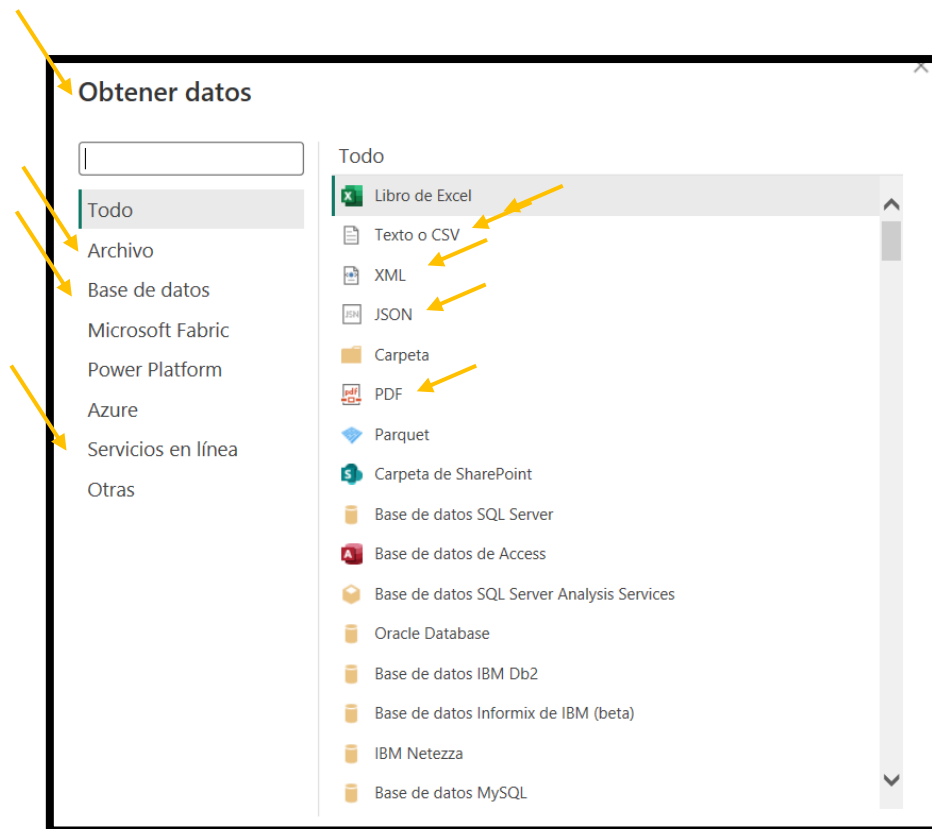 Obtener datos
Todo
Archivo
Base de datos
Microsoft Fabric
Power Platform
Azure
Servicios en línea
Otras
Todo
Libro de Excel
Texto o CSV
XML
JSN JSON
Carpeta
pdf PDF
Parquet
Carpeta de SharePoint
Base de datos SQL Server
Base de datos de Access
Base de datos SQL Server Analysis Services
Oracle Database
Base de datos IBM Db2
Base de datos Informix de IBM (beta)
IBM Netezza
Base de datos MySQL